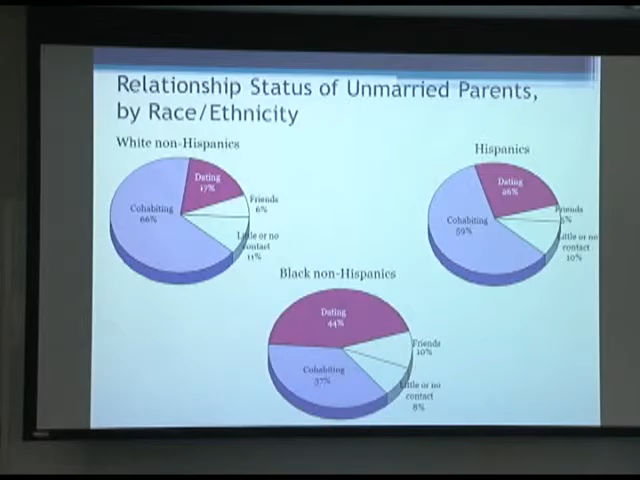 Relationship Status of Unmarried Parents,
by Race/Ethnicity
White non-Hispanics
Dating
17%
Friends
6%
Cohabiting
66%
Little or no
contact
11%
Hispanics
Dating
26%
Friends
5%
Cohabiting
59%
Little or no
contact
10%
Black non-Hispanics
Dating
44%
Friends
10%
Cohabiting
37%
Little or no
contact
8%